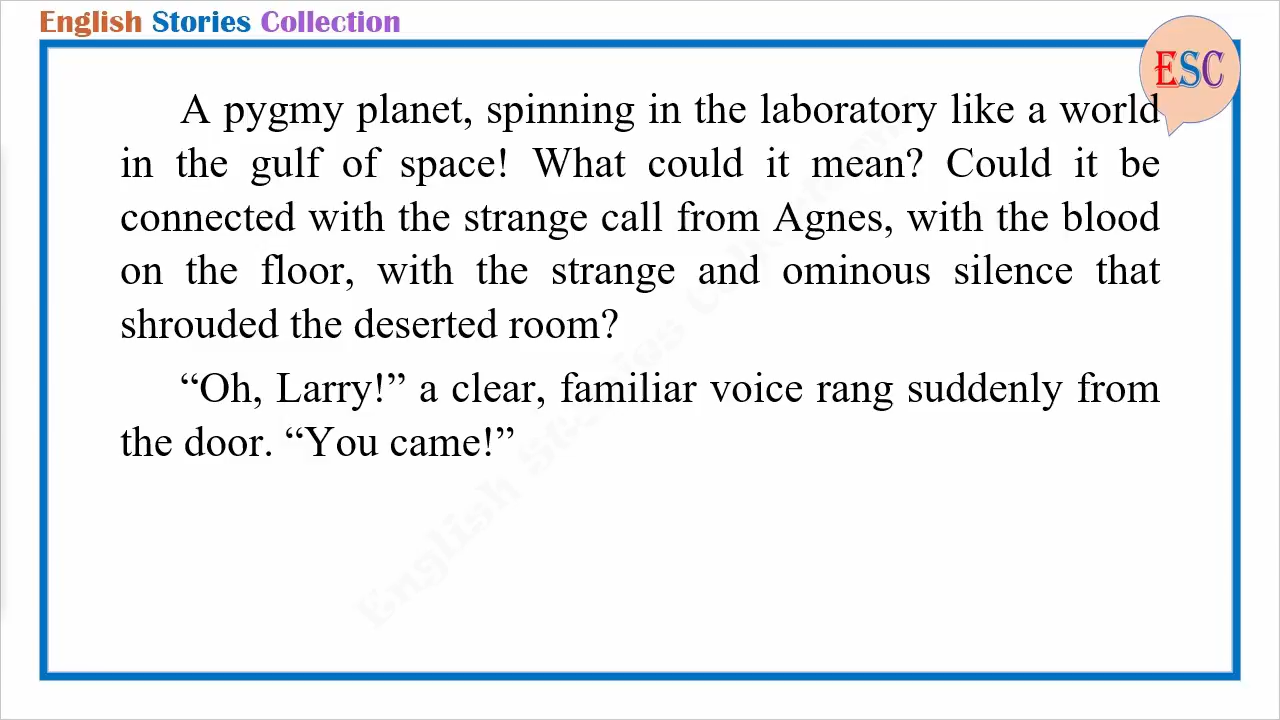 English Stories Collection
ESC
A pygmy planet, spinning in the laboratory like a world
in the gulf of space! What could it mean? Could it be
connected with the strange call from Agnes, with the blood
on the floor, with the strange and ominous silence that
shrouded the deserted room?
“Oh, Larry!” a clear, familiar voice rang suddenly from
the door. “You came!”
English Stories Collection